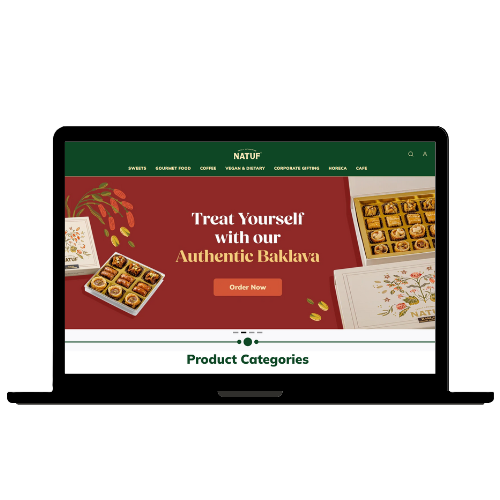 NATUF
SWEETS GOURMET FOOD COFFEE VEGAN & DIETARY CORPORATE GIFTING HORECA CAFE
Treat Yourself
with our
Authentic Baklava
Order Now
NATUF
NATUF
Product Categories